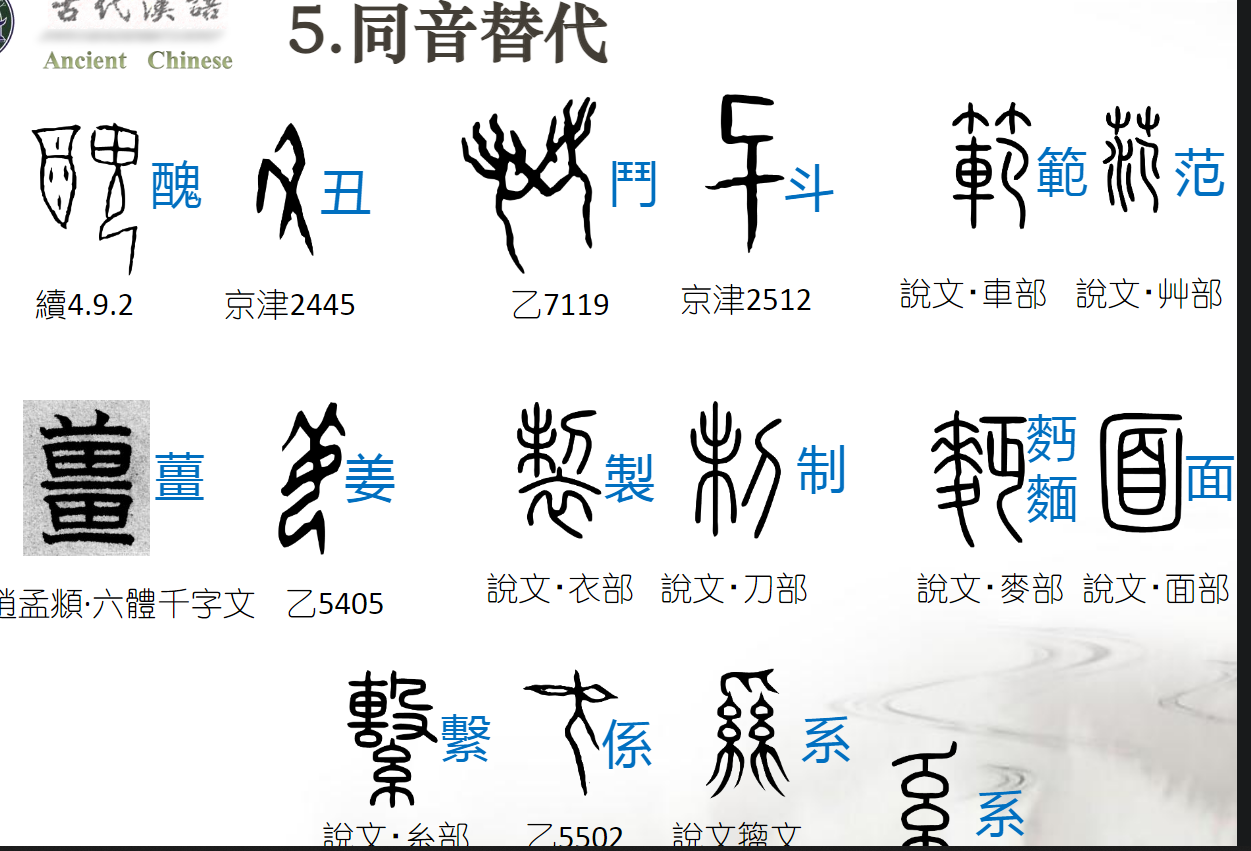 古代漢語
Ancient Chinese
5.同音替代
醜 丑 鬥 斗 範 范
續4.9.2 京津2445 乙7119 京津2512 說文·車部 說文·艸部
薑 姜 製 制 麪 麵 面
趙孟頫·六體千字文 乙5405 說文·衣部 說文·刀部 說文·麥部 說文·面部
繫 係 系 系
說文·糸部 乙5502 說文籀文